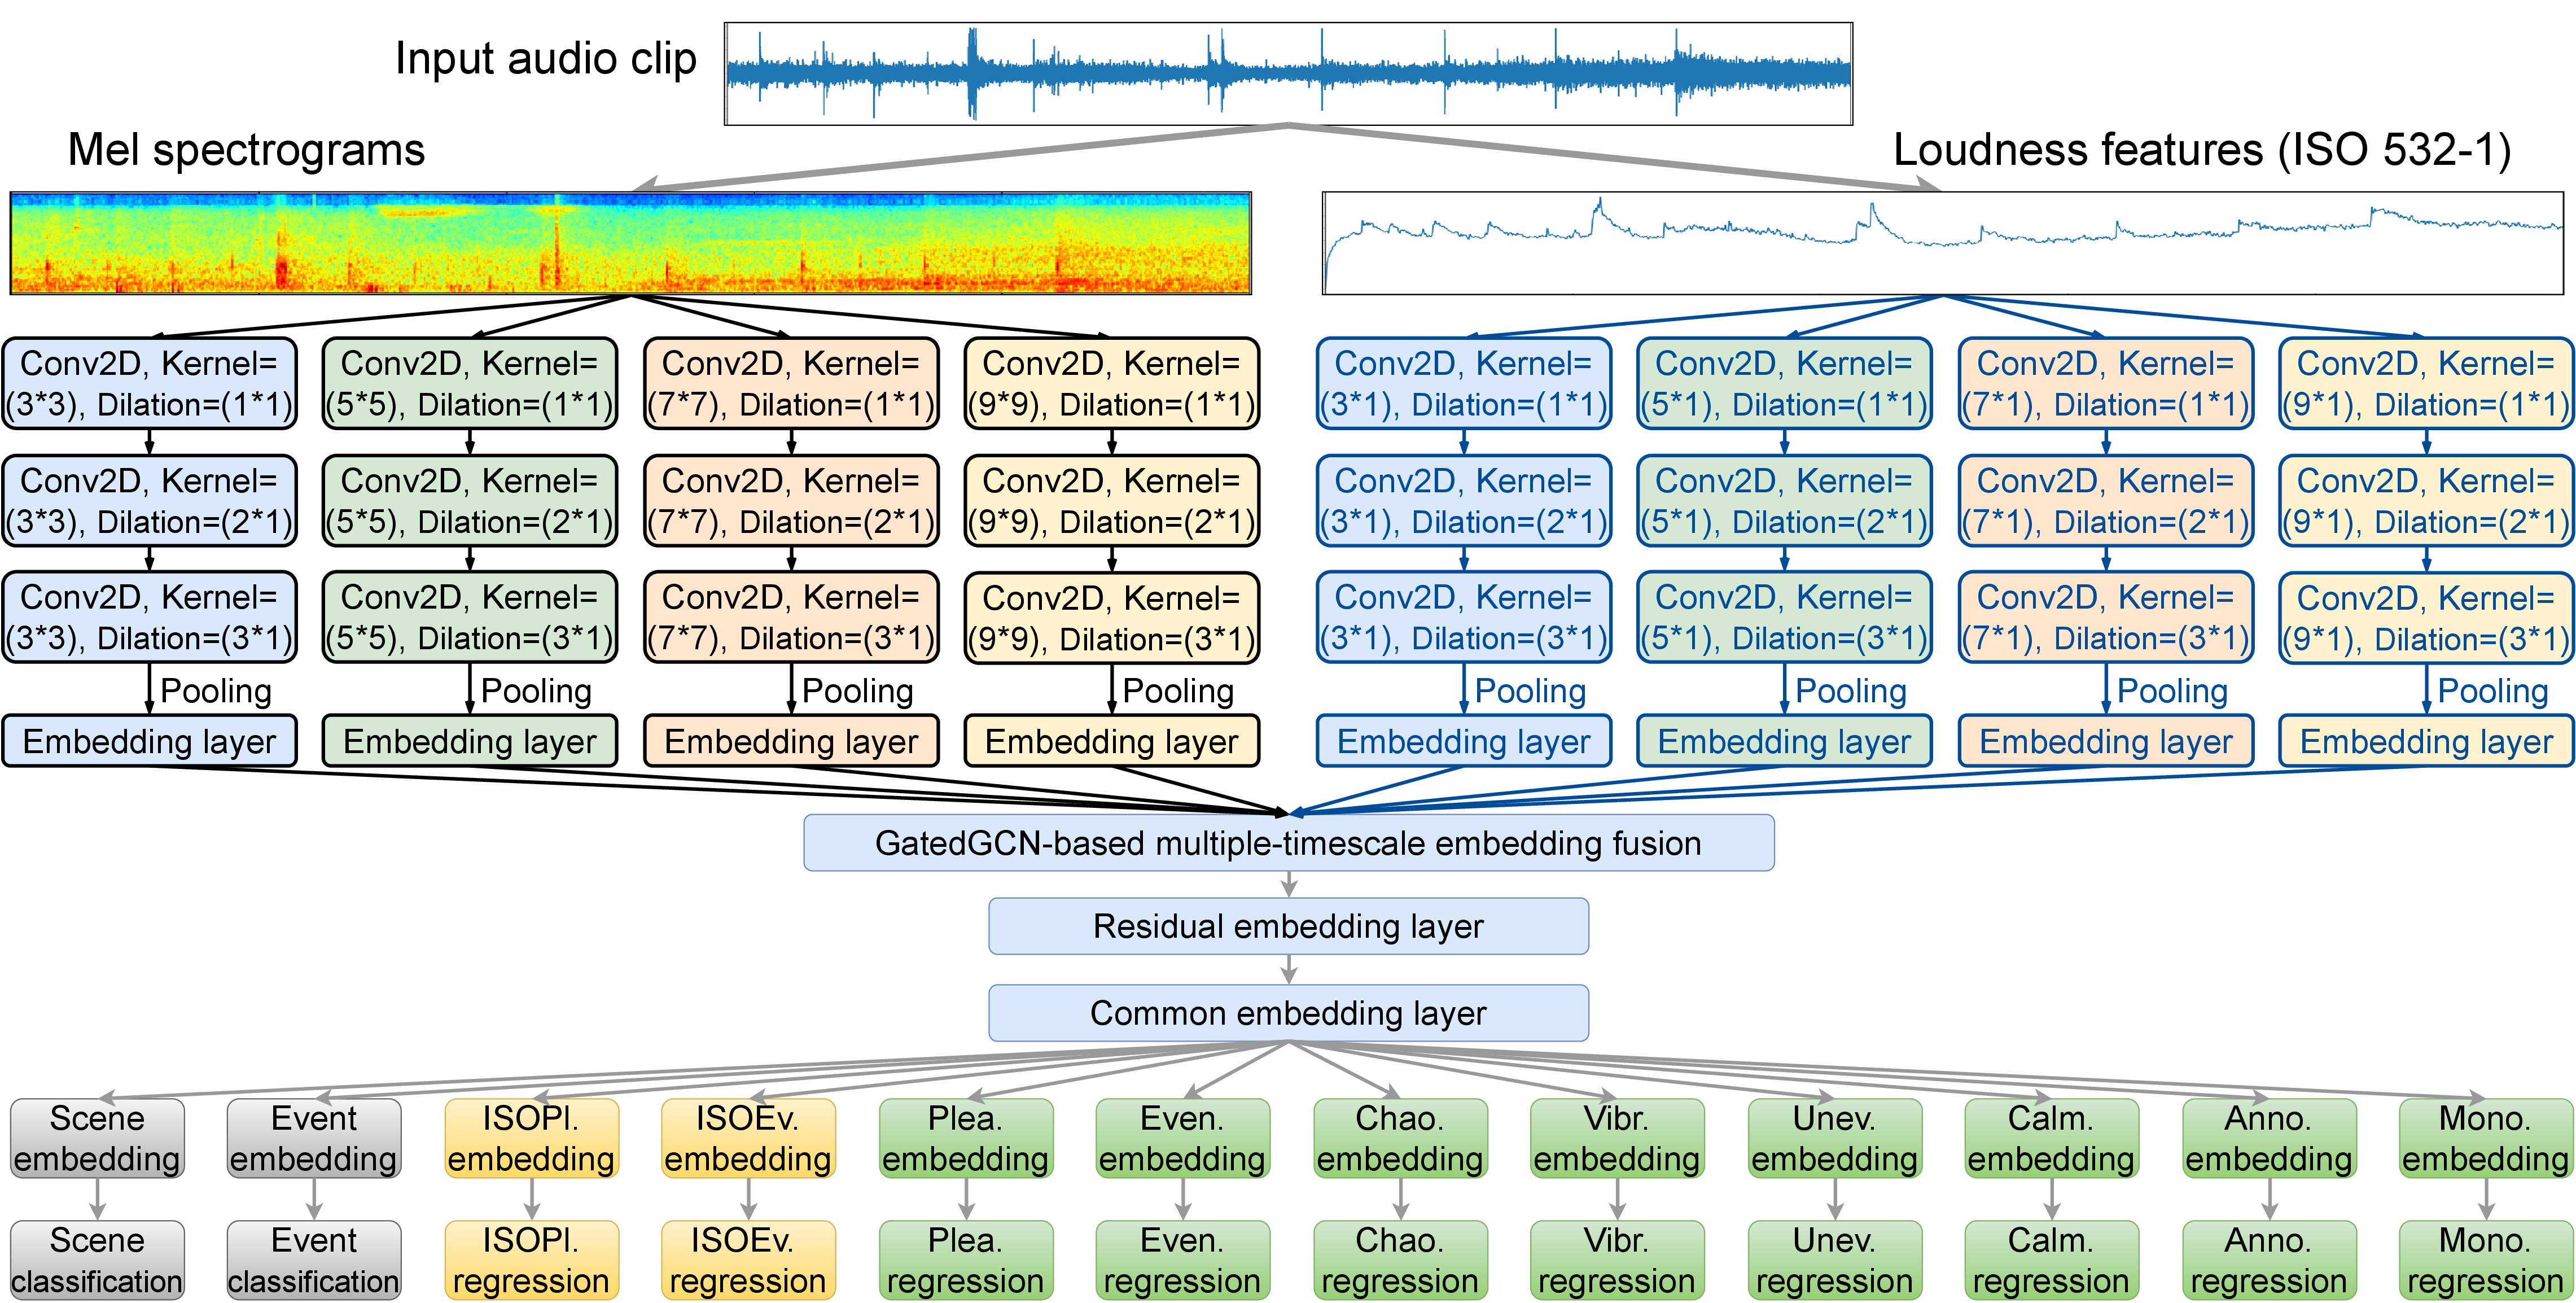 Input audio clip
Mel spectrograms
Loudness features (ISO 532-1)
Conv2D, Kernel=
(3*3), Dilation=(1*1)
Conv2D, Kernel=
(5*5), Dilation=(1*1)
Conv2D, Kernel=
(7*7), Dilation=(1*1)
Conv2D, Kernel=
(9*9), Dilation=(1*1)
Conv2D, Kernel=
(3*1), Dilation=(1*1)
Conv2D, Kernel=
(5*1), Dilation=(1*1)
Conv2D, Kernel=
(7*1), Dilation=(1*1)
Conv2D, Kernel=
(9*1), Dilation=(1*1)
Conv2D, Kernel=
(3*3), Dilation=(2*1)
Conv2D, Kernel=
(5*5), Dilation=(2*1)
Conv2D, Kernel=
(7*7), Dilation=(2*1)
Conv2D, Kernel=
(9*9), Dilation=(2*1)
Conv2D, Kernel=
(3*1), Dilation=(2*1)
Conv2D, Kernel=
(5*1), Dilation=(2*1)
Conv2D, Kernel=
(7*1), Dilation=(2*1)
Conv2D, Kernel=
(9*1), Dilation=(2*1)
Conv2D, Kernel=
(3*3), Dilation=(3*1)
Conv2D, Kernel=
(5*5), Dilation=(3*1)
Conv2D, Kernel=
(7*7), Dilation=(3*1)
Conv2D, Kernel=
(9*9), Dilation=(3*1)
Conv2D, Kernel=
(3*1), Dilation=(3*1)
Conv2D, Kernel=
(5*1), Dilation=(3*1)
Conv2D, Kernel=
(7*1), Dilation=(3*1)
Conv2D, Kernel=
(9*1), Dilation=(3*1)
Pooling
Pooling
Pooling
Pooling
Pooling
Pooling
Pooling
Pooling
Embedding layer
Embedding layer
Embedding layer
Embedding layer
Embedding layer
Embedding layer
Embedding layer
Embedding layer
GatedGCN-based multiple-timescale embedding fusion
Residual embedding layer
Common embedding layer
Scene
embedding
Event
embedding
ISOPl.
embedding
ISOEv.
embedding
Plea.
embedding
Even.
embedding
Chao.
embedding
Vibr.
embedding
Unev.
embedding
Calm.
embedding
Anno.
embedding
Mono.
embedding
Scene
classification
Event
classification
ISOPl.
regression
ISOEv.
regression
Plea.
regression
Even.
regression
Chao.
regression
Vibr.
regression
Unev.
regression
Calm.
regression
Anno.
regression
Mono.
regression